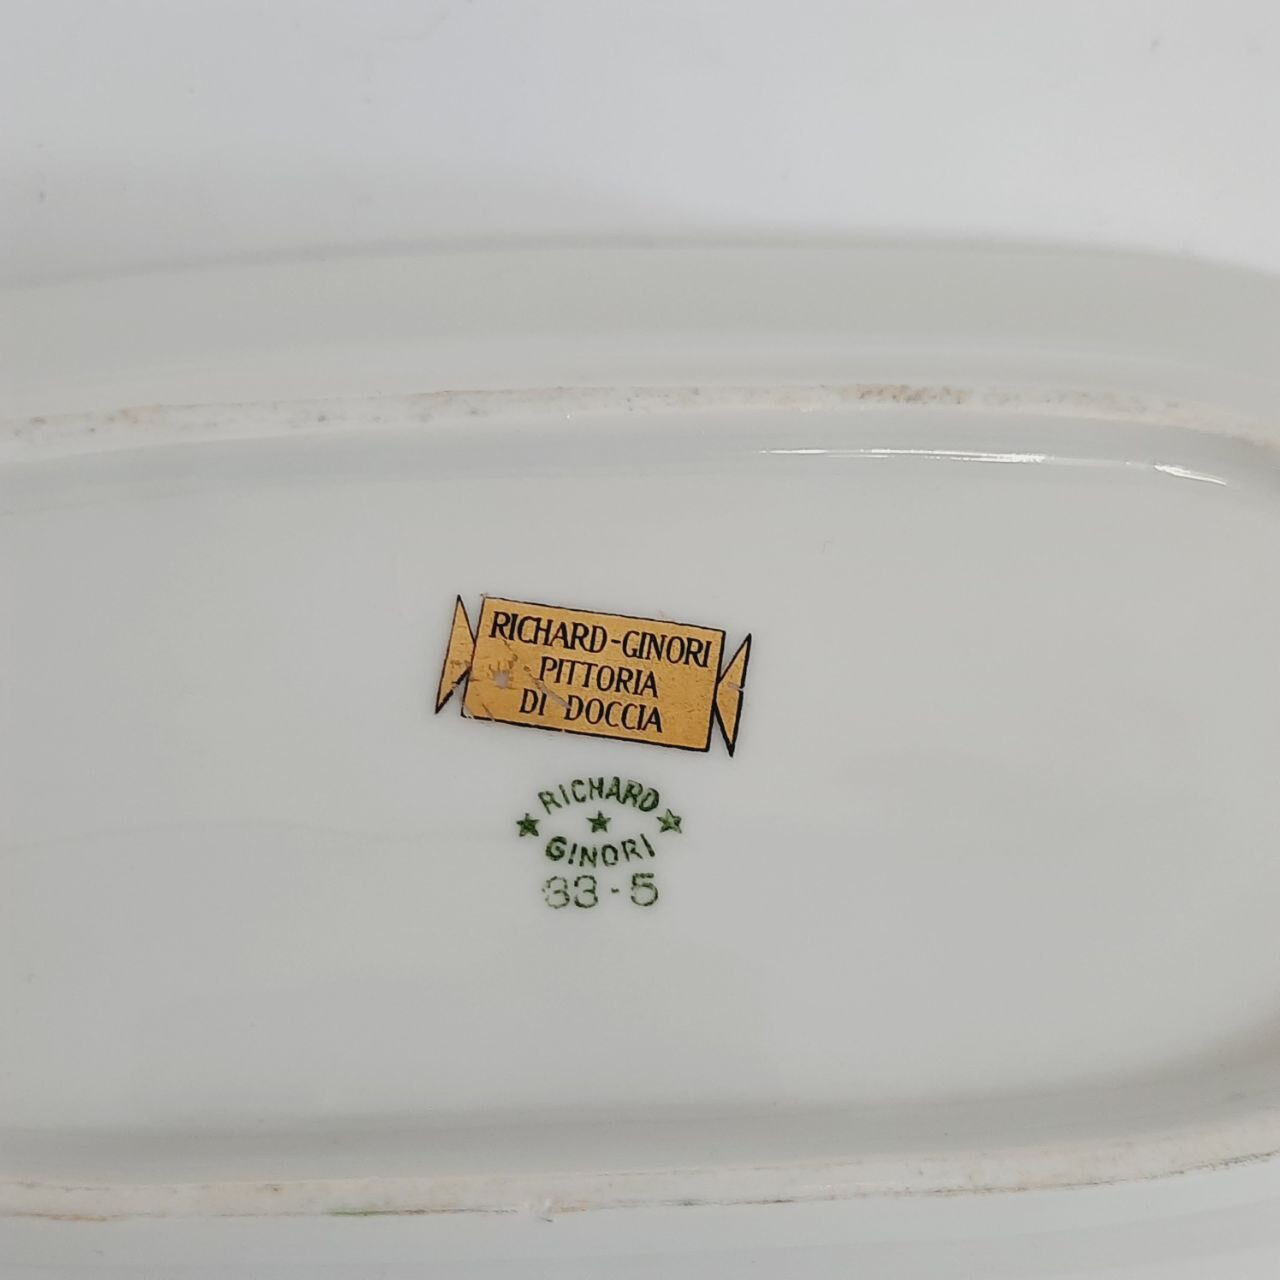 RICHARD-GINORI
PITTORIA
DI DOCCIA
RICHARD
GINORI
33-5